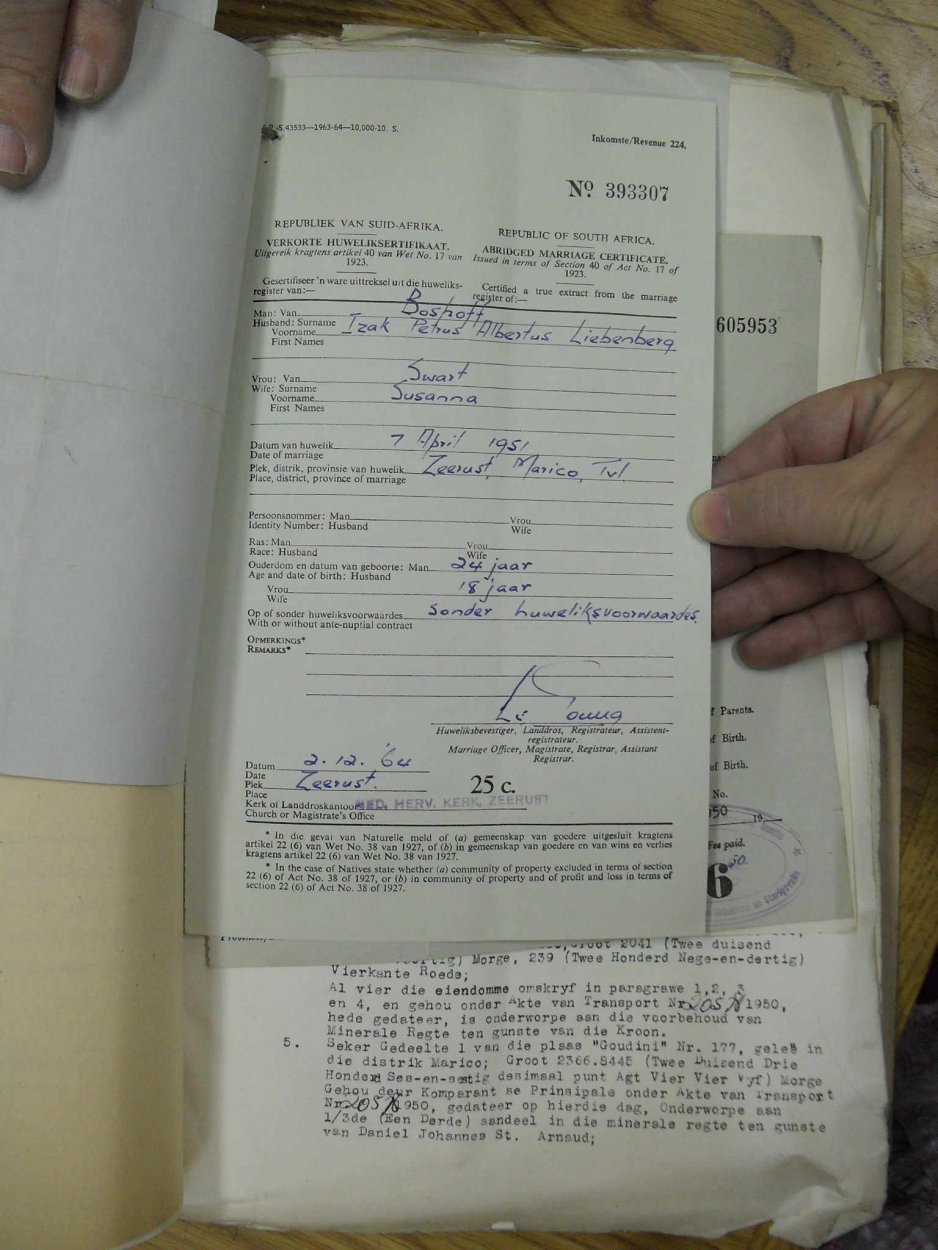 S 43533—1963-64—10,000-10. S.
Inkomste/Revenue 224.
No 393307
REPUBLIEK VAN SUID-AFRIKA.
VERKORTE HUWELIKSERTIFIKAAT.
Uitgereik kragtens artikel 40 van Wet No. 17 van
1923.
Gesertifiseer 'n ware uittreksel uit die huweliks-
register van:—
REPUBLIC OF SOUTH AFRICA.
ABRIDGED MARRIAGE CERTIFICATE.
Issued in terms of Section 40 of Act No. 17 of
1923.
Certified a true extract from the marriage
register of:—
Man: Van Boshoff
Husband: Surname
Voorname Izak Petrus Albertus Liebenberg
First Names
Vrou: Van Swart
Wife: Surname
Voorname Susanna
First Names
Datum van huwelik 7 April 1951
Date of marriage
Plek, distrik, provinsie van huwelik Zeerust, Marico, Tvl
Place, district, province of marriage
Persoonsnommer: Man Vrou
Identity Number: Husband Wife
Ras: Man Vrou
Race: Husband Wife
Ouderdom en datum van geboorte: Man 24 jaar
Age and date of birth: Husband
Vrou 18 jaar
Wife
Op of sonder huweliksvoorwaardes sonder huweliksvoorwaardes
With or without ante-nuptial contract
OPMERKINGS*
REMARKS*
Huweliksbevestiger, Landdros, Registrateur, Assistent-
registrateur.
Marriage Officer, Magistrate, Registrar, Assistant
Registrar.
Datum 2.12.'64
Date
Plek Zeerust.
Place
25 c.
Kerk of Landdroskantoor NED. HERV. KERK, ZEERUST
Church or Magistrate's Office
* In die geval van Naturelle meld of (a) gemeenskap van goedere uitgesluit kragtens
artikel 22 (6) van Wet No. 38 van 1927, of (b) in gemeenskap van goedere en van wins en verlies
kragtens artikel 22 (6) van Wet No. 38 van 1927.
* In the case of Natives state whether (a) community of property excluded in terms of section
22 (6) of Act No. 38 of 1927, or (b) in community of property and of profit and loss in terms of
section 22 (6) of Act No. 38 of 1927.
605953
of Parents.
of Birth.
of Birth.
No.
50 19
Fees paid.
6
Groot 2041 (Twee duisend
Morge, 239 (Twee Honderd Nege-en-dertig)
Vierkante Roede;
Al vier die eiendomme omskryf in paragrawe 1,2, 3
en 4, en gehou onder Akte van Transport Nr. /1950,
hede gedateer, is onderworpe aan die voorbehoud van
Minerale Regte ten gunste van die Kroon.
5. Seker Gedeelte 1 van die plaas "Goudini" Nr. 177, geleë in
die distrik Marico; Groot 2366.8445 (Twee Duisend Drie
Honderd Ses-en-sestig desimaal punt Agt Vier Vier Vyf) Morge
Gehou deur Komparant se Prinsipale onder Akte van Transport
Nr. /1950, gedateer op hierdie dag, Onderworpe aan
1/3de (Een Derde) aandeel in die minerale regte ten gunste
van Daniel Johannes St. Arnaud;